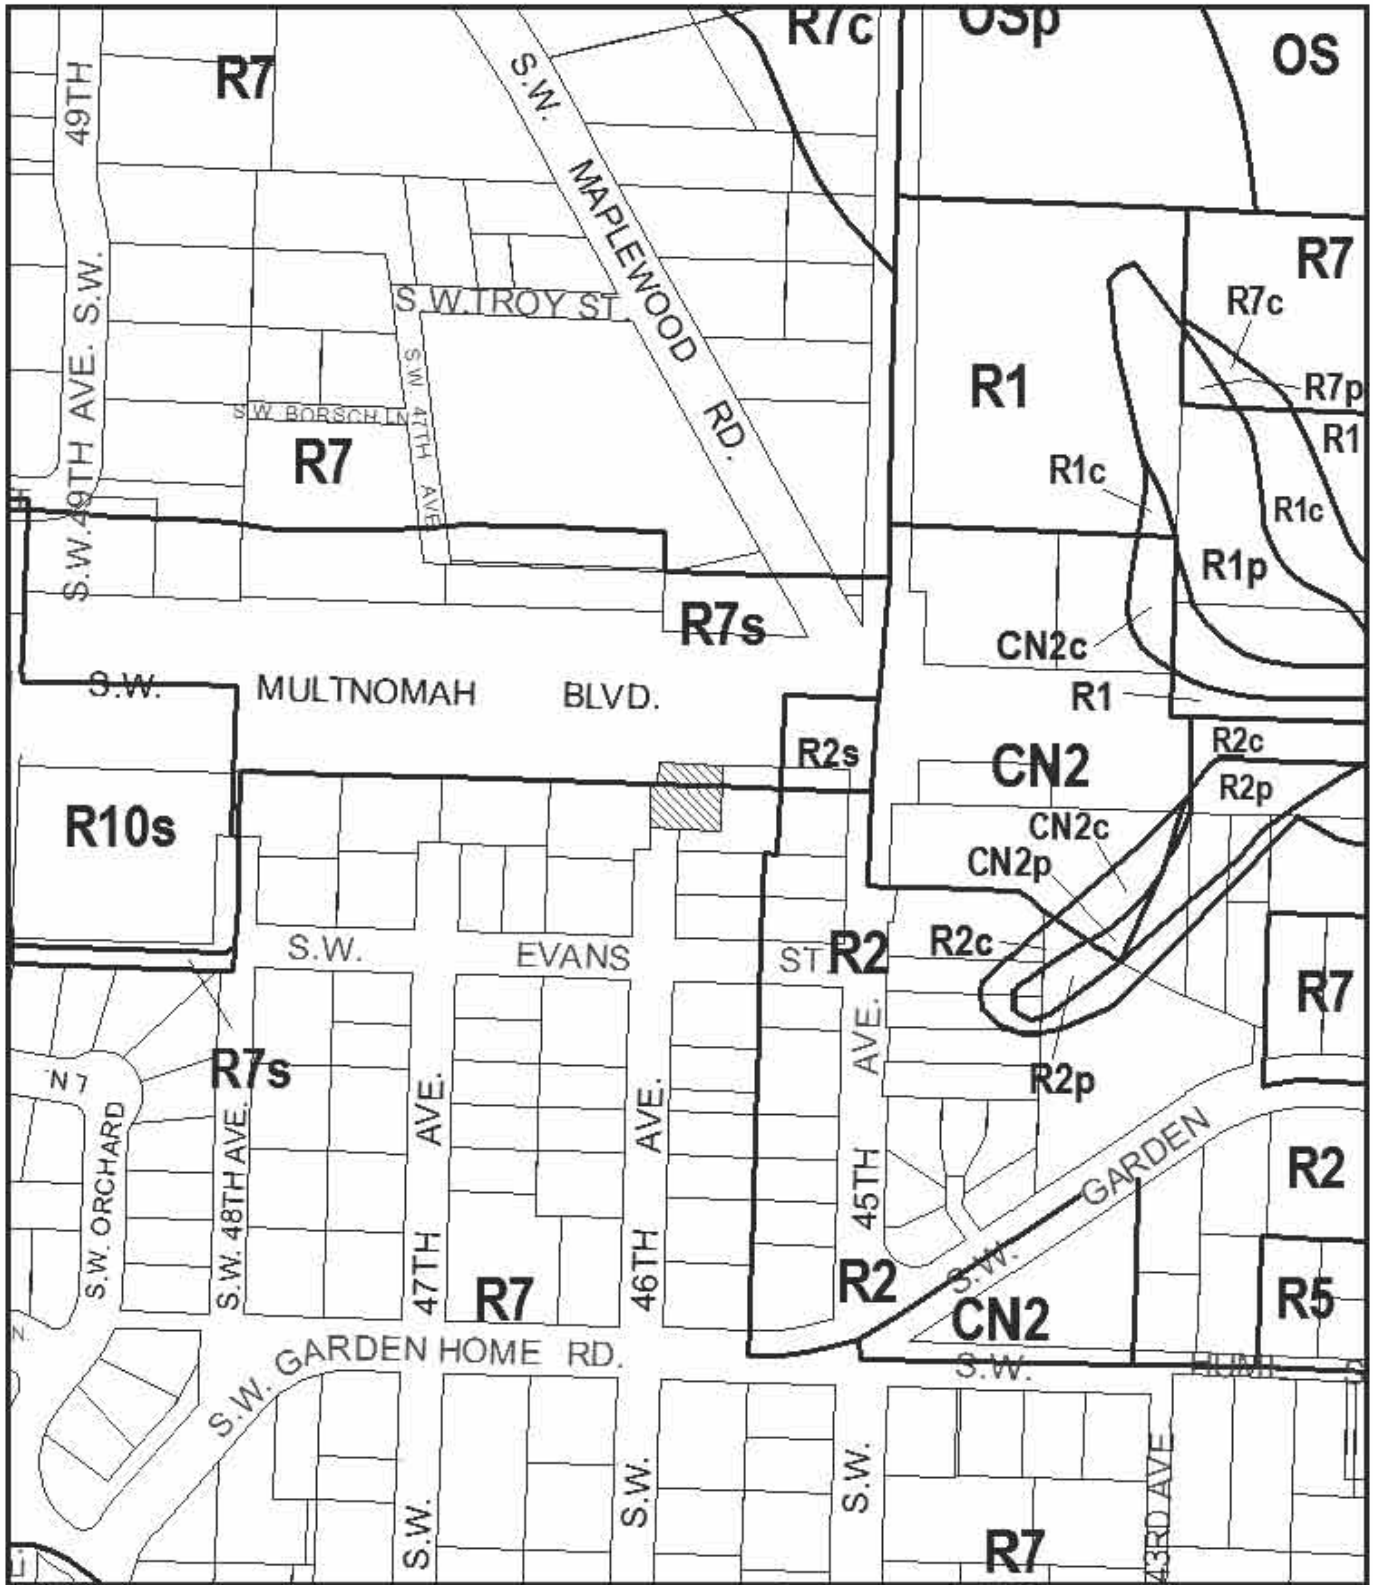 R7c
OSp
OS
R7
49TH
S.W. MAPLEWOOD RD.
R7
R7c
S.W. TROY ST.
S.W. 49TH AVE. S.W.
R1
R7p
S.W. BORSCH LN
S.W. 47TH AVE
R7
R1
R1c
R1c
R1p
R7s
CN2c
S.W. MULTNOMAH BLVD.
R1
R2s
CN2
R2c
R2p
R10s
CN2c
CN2p
S.W. EVANS ST.
R2
R2c
R7
R7s
LN.
R2p
S.W. ORCHARD
S.W. 48TH AVE.
47TH AVE.
46TH AVE.
45TH AVE.
S.W. GARDEN
R2
R7
R2
CN2
R5
N.
S.W. GARDEN HOME RD.
S.W.
S.W.
S.W.
S.W.
43RD AVE
R7